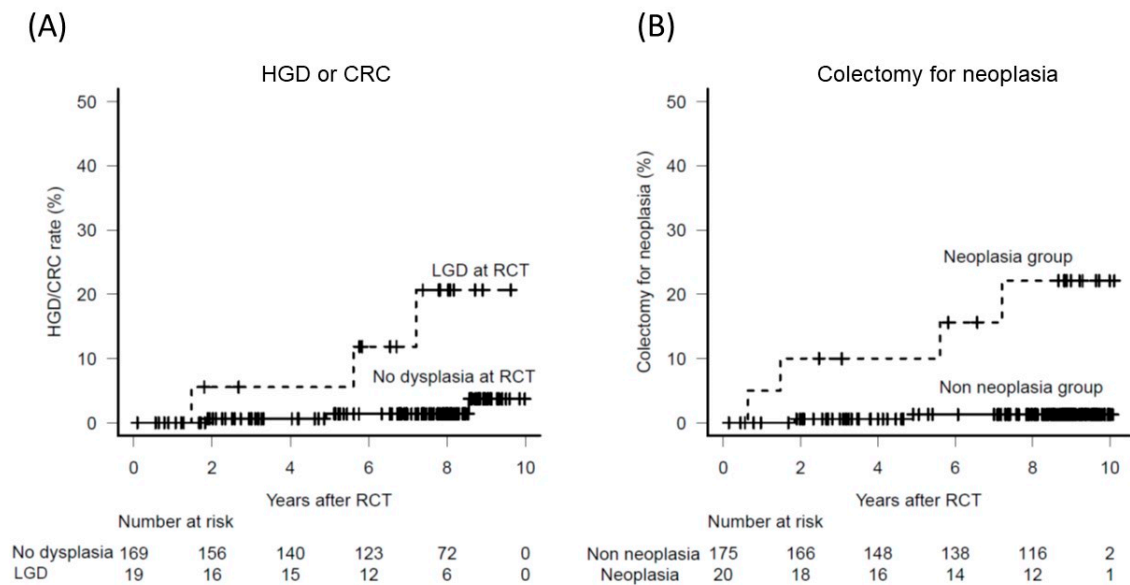 (A)
HGD or CRC
HGD/CRC rate (%)
50
40
30
20
10
0
LGD at RCT
No dysplasia at RCT
0 2 4 6 8 10
Years after RCT
Number at risk
No dysplasia 169 156 140 123 72 0
LGD 19 16 15 12 6 0
(B)
Colectomy for neoplasia
Colectomy for neoplasia (%)
50
40
30
20
10
0
Neoplasia group
Non neoplasia group
0 2 4 6 8 10
Years after RCT
Number at risk
Non neoplasia 175 166 148 138 116 2
Neoplasia 20 18 16 14 12 1